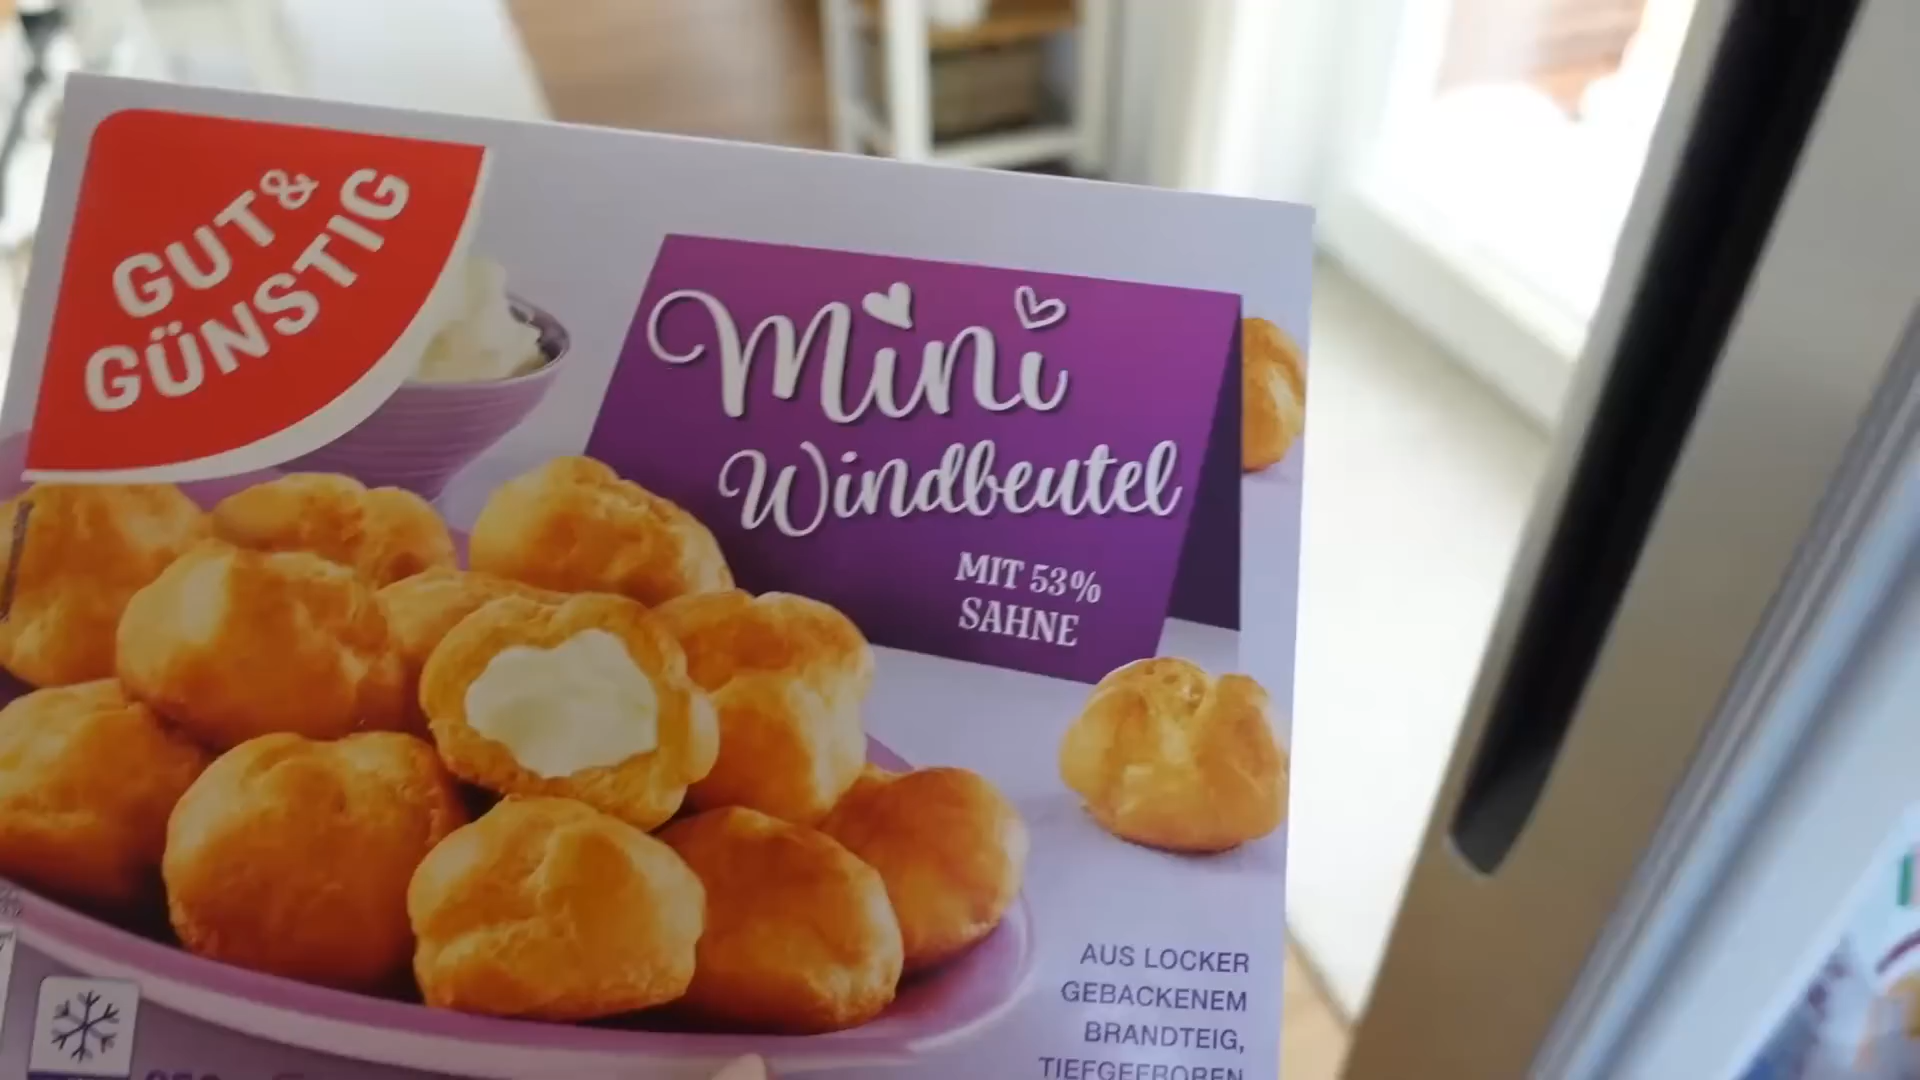 GUT&
GÜNSTIG
Mini
Windbeutel
MIT 53%
SAHNE
AUS LOCKER
GEBACKENEM
BRANDTEIG,
TIEFGEFROREN